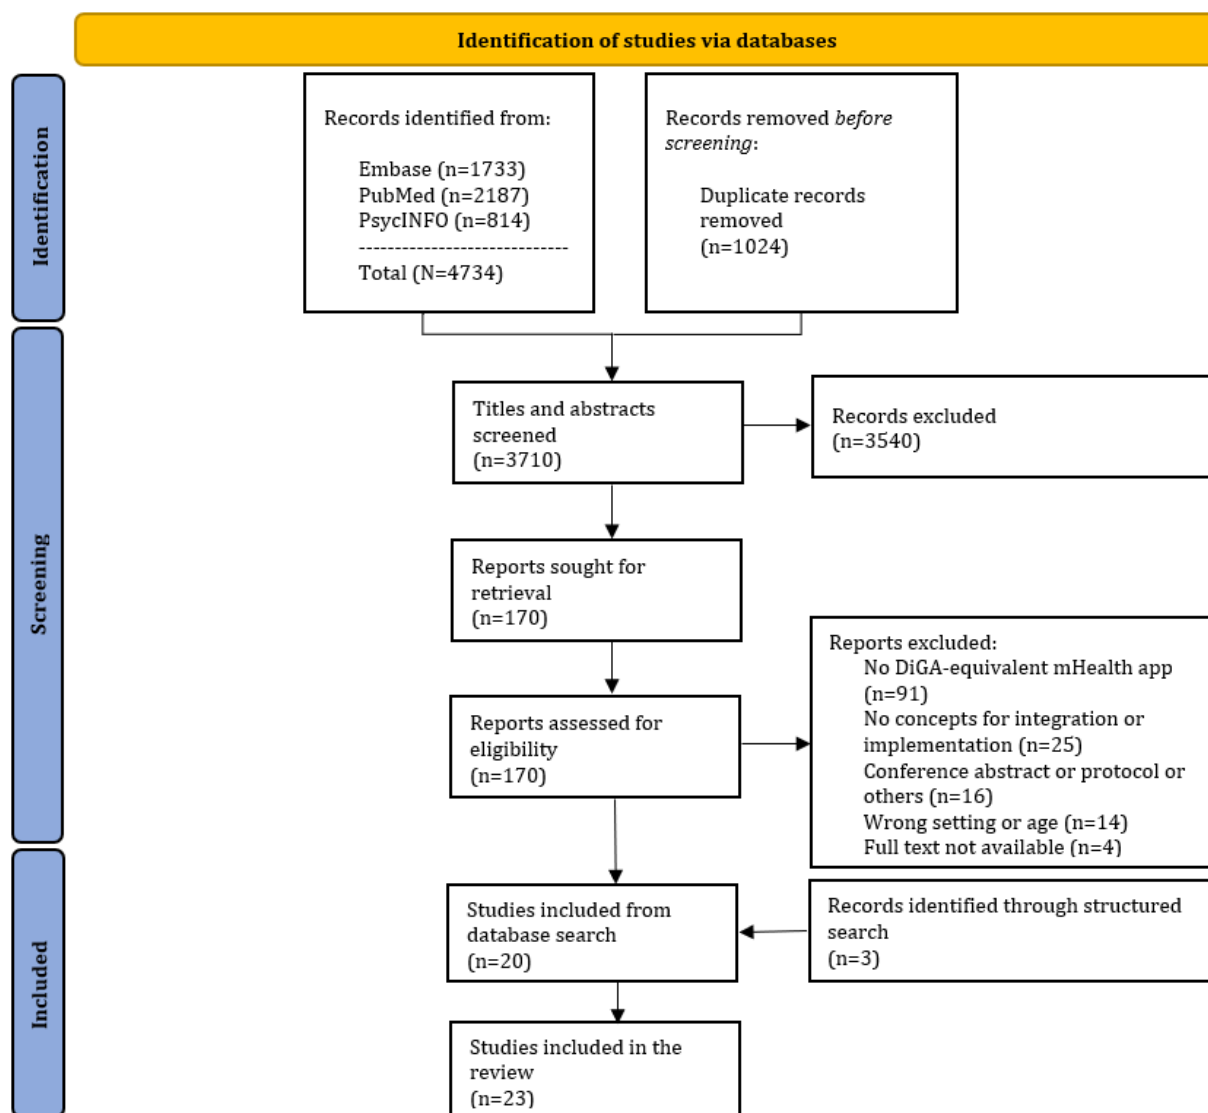 Identification of studies via databases
Identification
Records identified from:
Embase (n=1733)
PubMed (n=2187)
PsycINFO (n=814)
-----------------------------
Total (N=4734)
Records removed before
screening:
Duplicate records
removed
(n=1024)
Screening
Titles and abstracts
screened
(n=3710)
Records excluded
(n=3540)
Reports sought for
retrieval
(n=170)
Reports assessed for
eligibility
(n=170)
Reports excluded:
No DiGA-equivalent mHealth app
(n=91)
No concepts for integration or
implementation (n=25)
Conference abstract or protocol or
others (n=16)
Wrong setting or age (n=14)
Full text not available (n=4)
Included
Studies included from
database search
(n=20)
Records identified through structured
search
(n=3)
Studies included in the
review
(n=23)